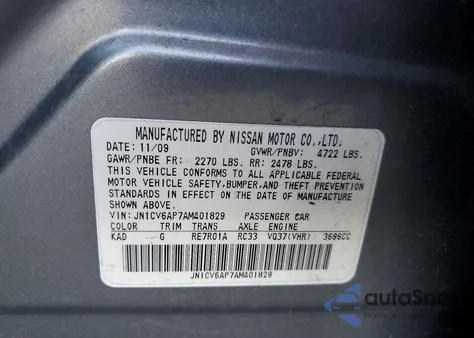 MANUFACTURED BY NISSAN MOTOR CO.,LTD.
DATE: 11/09 GVWR/PNBV: 4722 LBS.
GAWR/PNBE FR: 2270 LBS. RR: 2478 LBS.
THIS VEHICLE CONFORMS TO ALL APPLICABLE FEDERAL
MOTOR VEHICLE SAFETY,BUMPER,AND THEFT PREVENTION
STANDARDS IN EFFECT ON THE DATE OF MANUFACTURE
SHOWN ABOVE.
VIN: JN1CV6AP7AM401829 PASSENGER CAR
COLOR TRIM TRANS AXLE ENGINE
KAD G RE7R01A RC33 VQ37(VHR) 3696CC
JN1CV6AP7AM401829